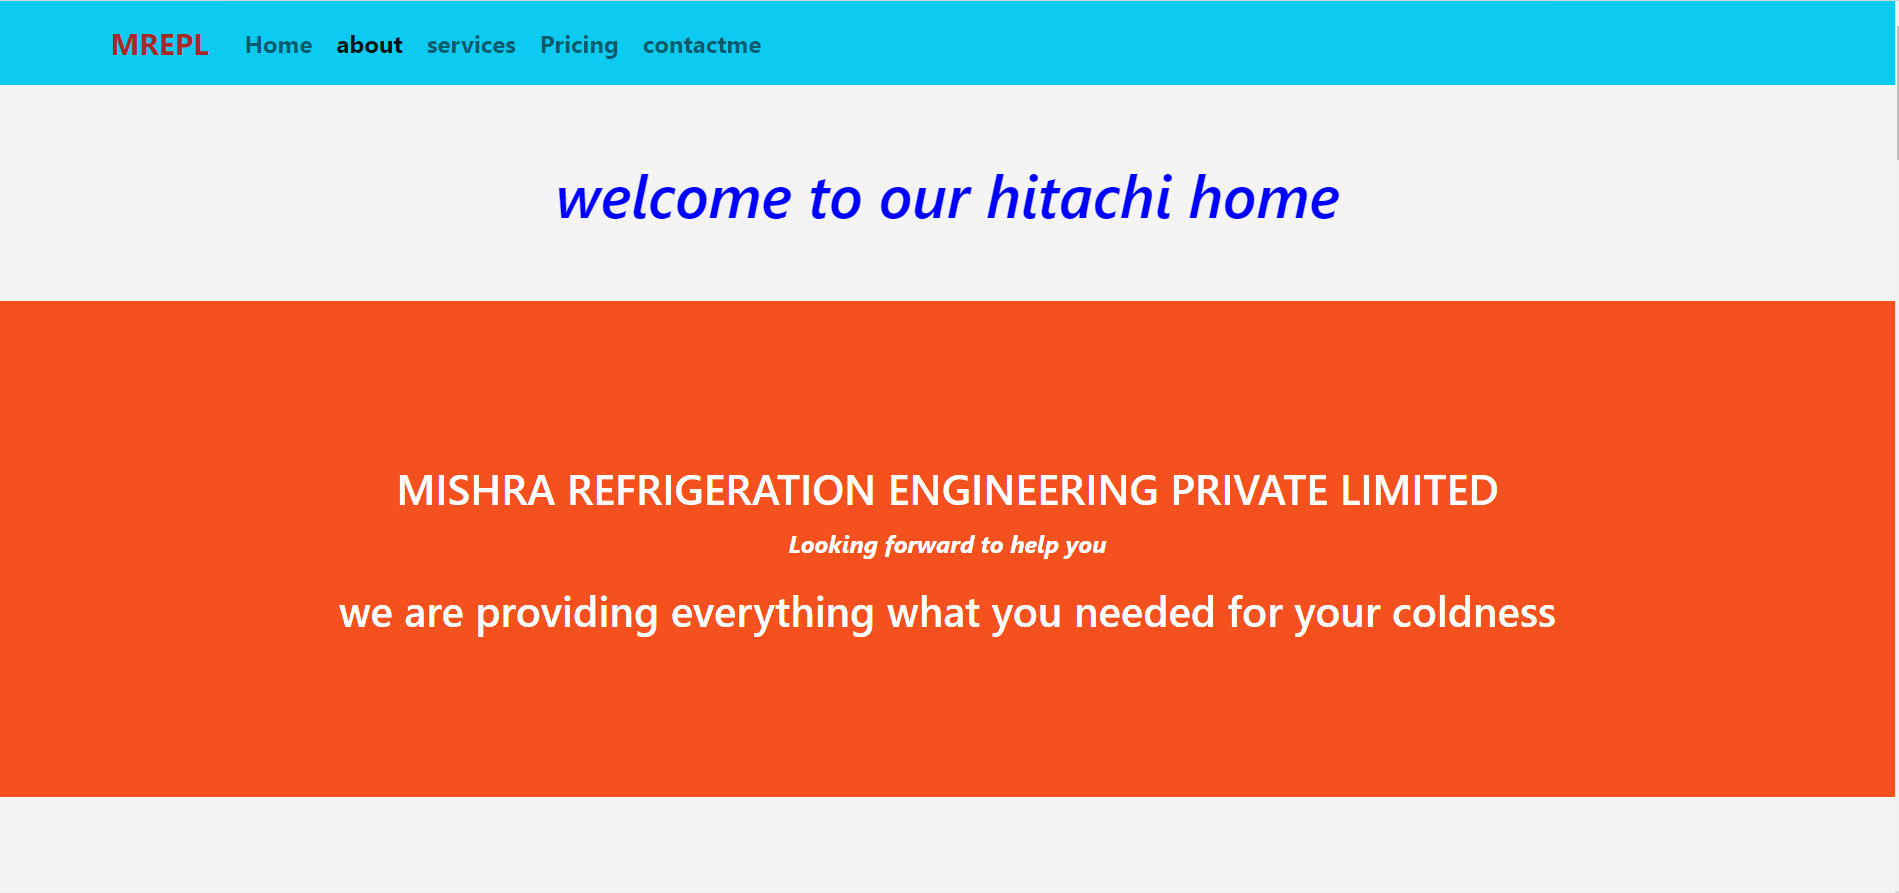 MREPL Home about services Pricing contactme
welcome to our hitachi home
MISHRA REFRIGERATION ENGINEERING PRIVATE LIMITED
Looking forward to help you
we are providing everything what you needed for your coldness